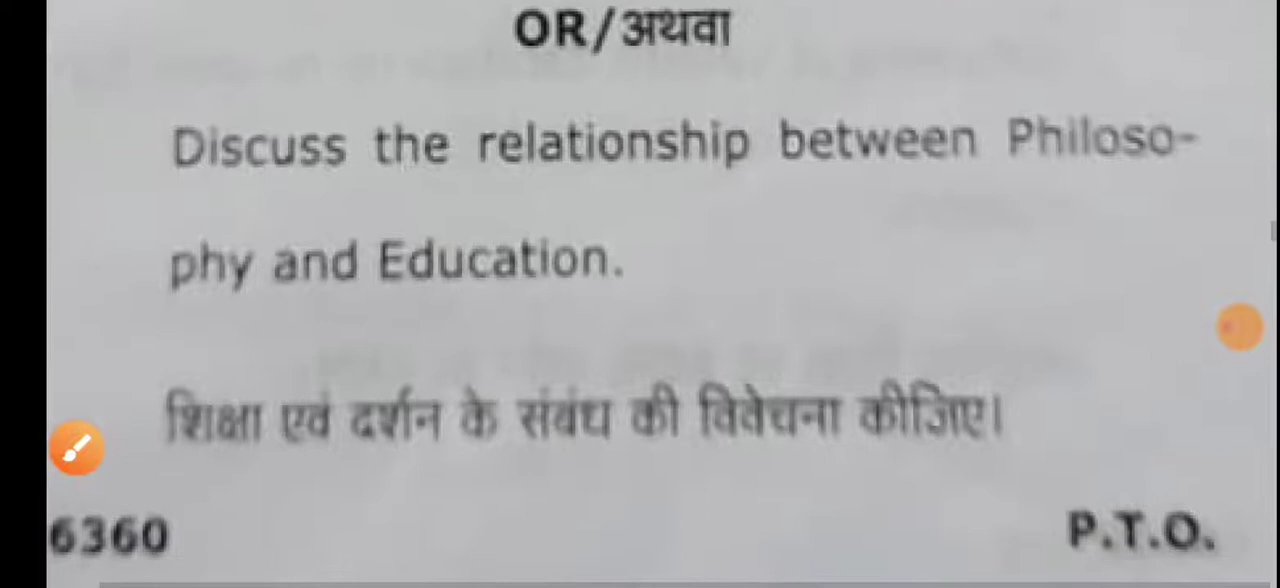 OR/अथवा
Discuss the relationship between Philoso-
phy and Education.
शिक्षा एवं दर्शन के संबंध की विवेचना कीजिए।
6360 P.T.O.